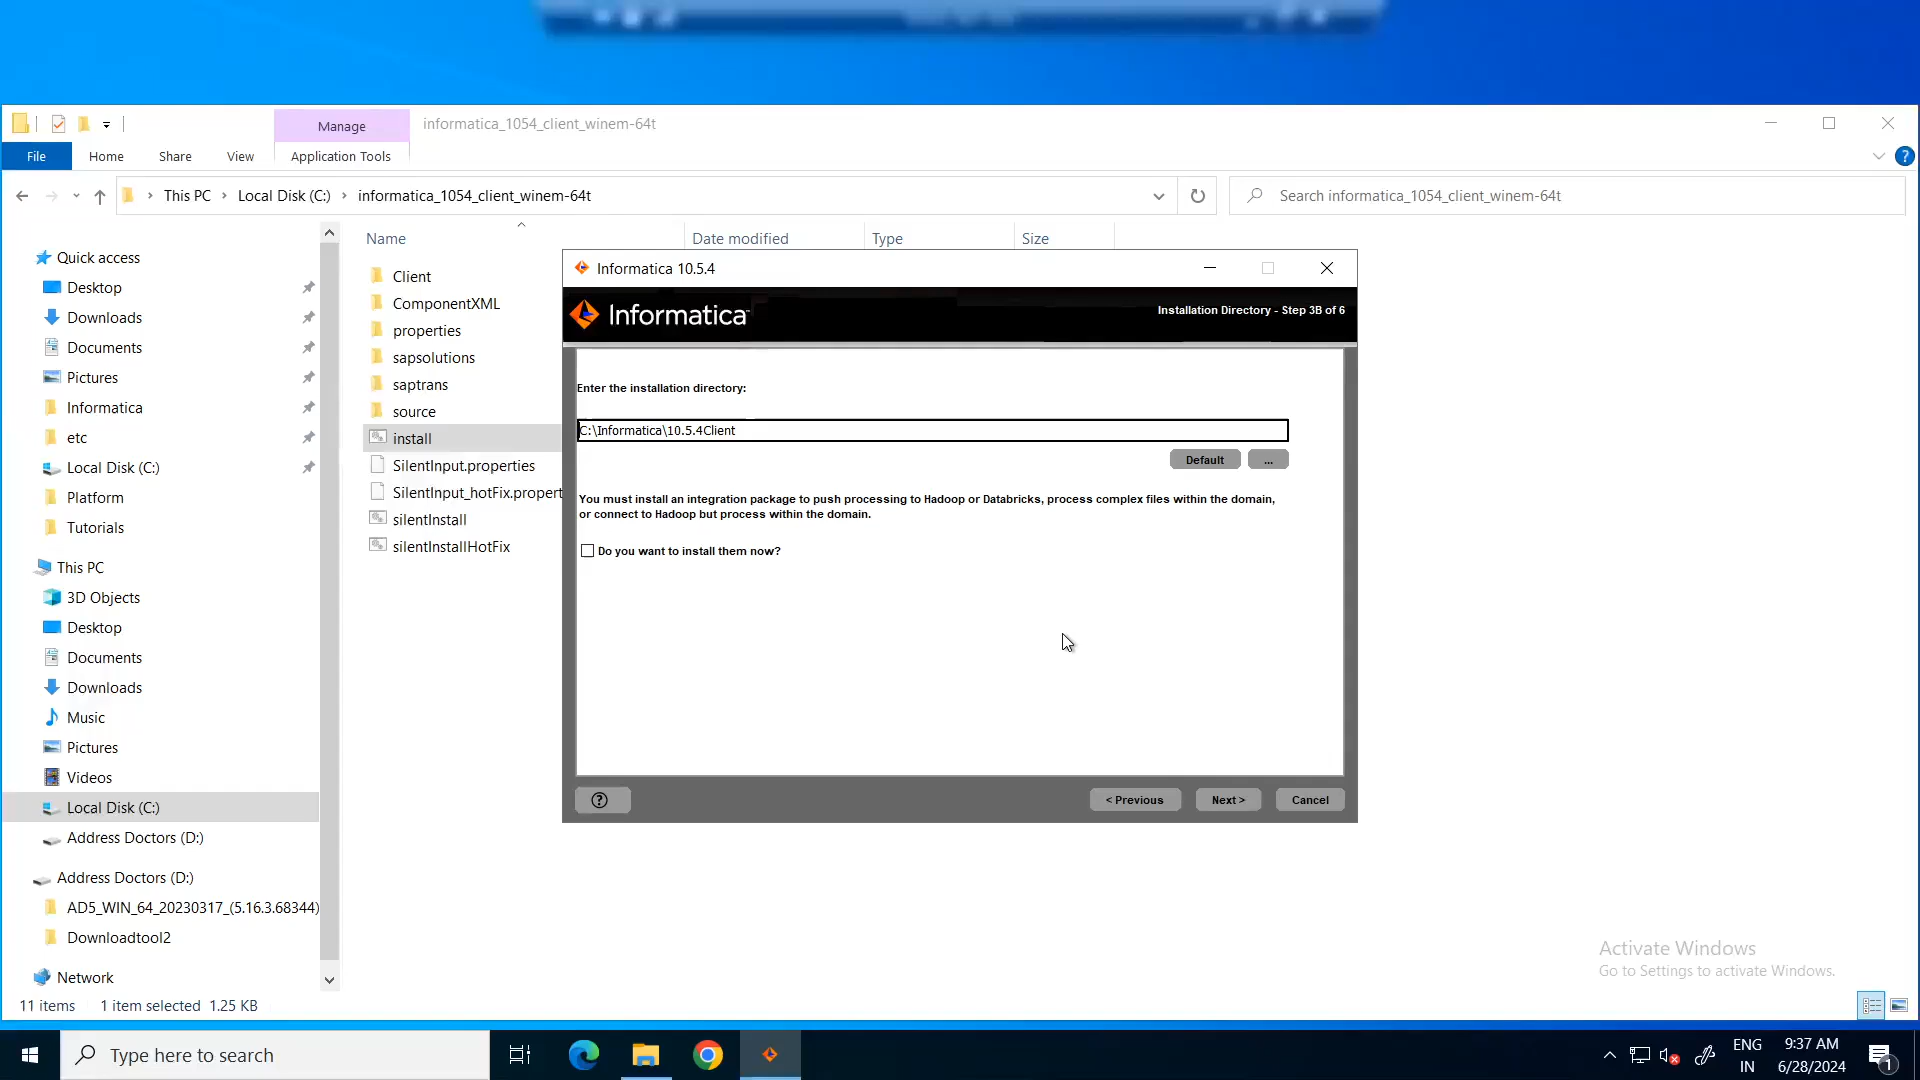 Manage
informatica_1054_client_winem-64t
File
Home
Share
View
Application Tools
This PC
Local Disk (C:)
informatica_1054_client_winem-64t
Search informatica_1054_client_winem-64t
Name
Date modified
Type
Size
Quick access
Desktop
Downloads
Documents
Pictures
Informatica
etc
Local Disk (C:)
Platform
Tutorials
This PC
3D Objects
Desktop
Documents
Downloads
Music
Pictures
Videos
Local Disk (C:)
Address Doctors (D:)
Address Doctors (D:)
AD5_WIN_64_20230317_(5.16.3.68344)
Downloadtool2
Network
Client
ComponentXML
properties
sapsolutions
saptrans
source
install
SilentInput.properties
SilentInput_hotFix.propert
silentInstall
silentInstallHotFix
Informatica 10.5.4
Informatica
Installation Directory - Step 3B of 6
Enter the installation directory:
C:\Informatica\10.5.4Client
Default
...
You must install an integration package to push processing to Hadoop or Databricks, process complex files within the domain,
or connect to Hadoop but process within the domain.
Do you want to install them now?
?
< Previous
Next >
Cancel
Activate Windows
Go to Settings to activate Windows.
11 items
1 item selected 1.25 KB
Type here to search
ENG
IN
9:37 AM
6/28/2024
1